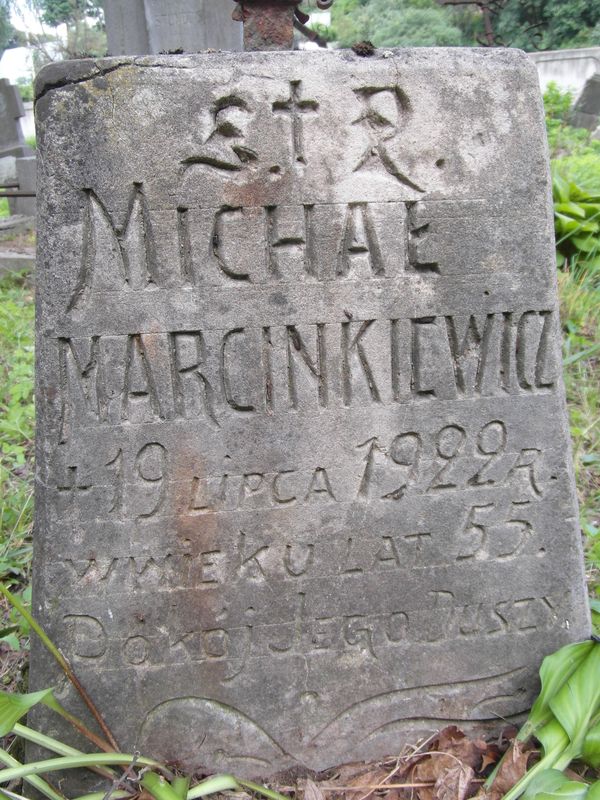 Ś. † P.
MICHAŁ
MARCINKIEWICZ
+ 19 LIPCA 1922 R.
W WIEKU LAT 55.
POKÓJ JEGO DUSZY